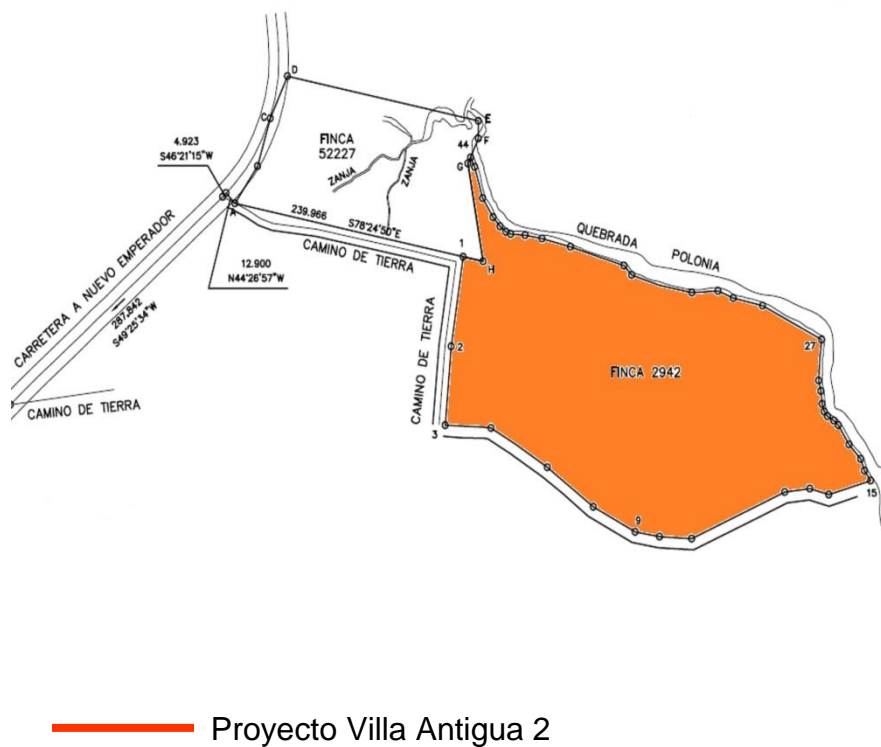 D
C
E
F
44
G
4.923
S46°21'15"W
FINCA
52227
ZANJA
ZANJA
A
239.966
S78°24'50"E
CAMINO DE TIERRA
1
H
QUEBRADA POLONIA
12.900
N44°26'57"W
CARRETERA A NUEVO EMPERADOR
287.842
S49°25'34"W
CAMINO DE TIERRA
CAMINO DE TIERRA
2
3
27
FINCA 2942
15
9
Proyecto Villa Antigua 2